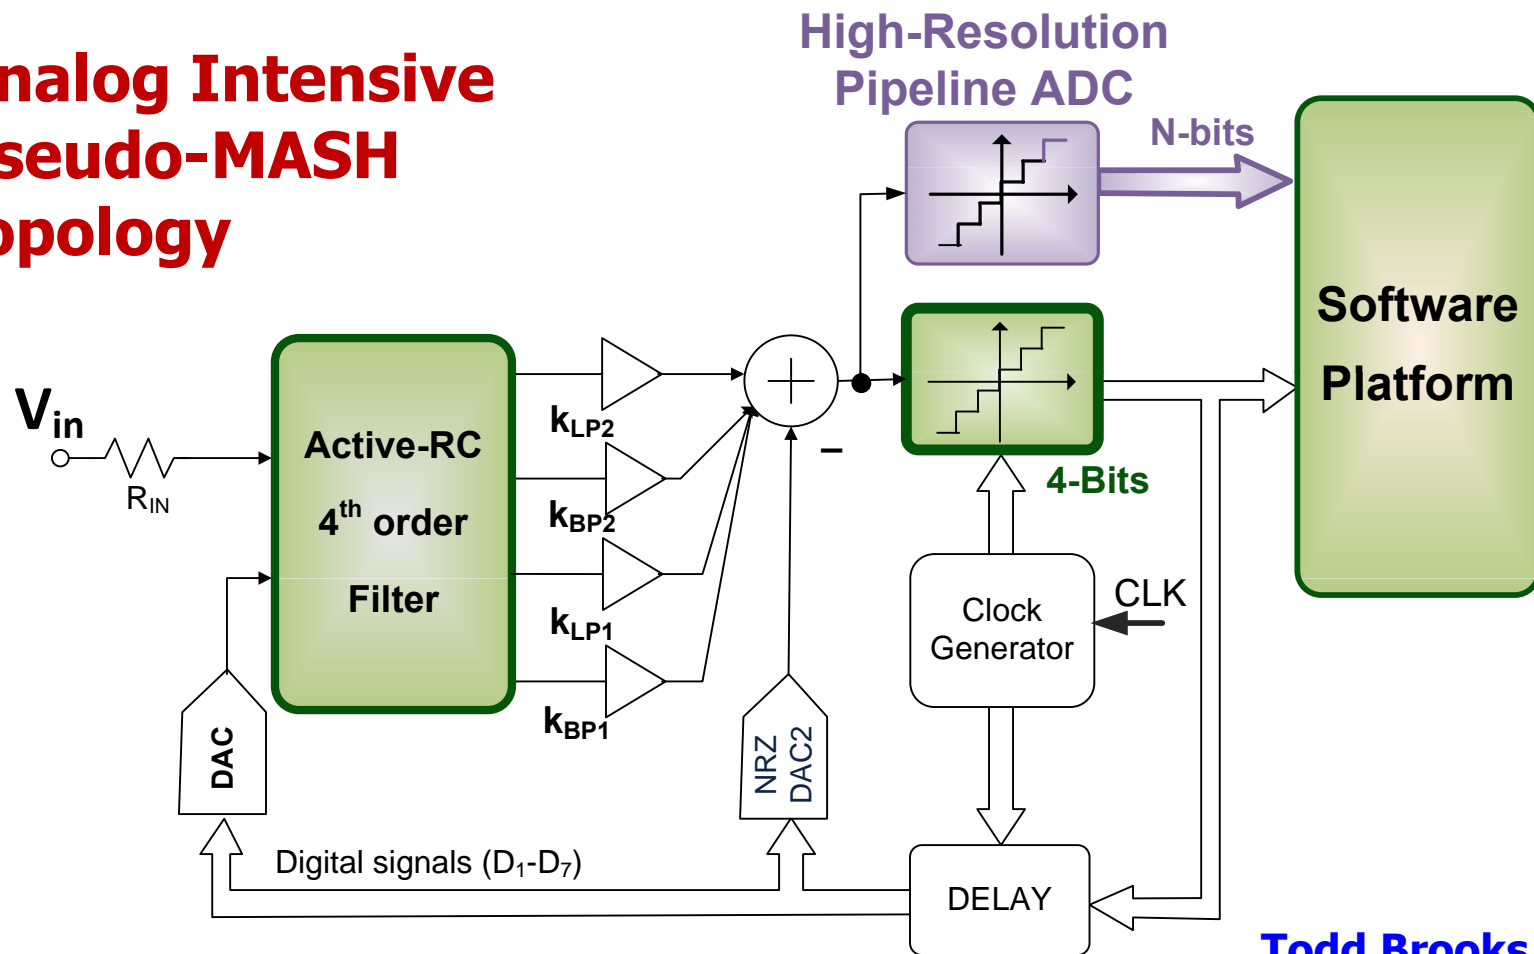 nalog Intensive
seudo-MASH
opology
High-Resolution
Pipeline ADC
N-bits
Software
Platform
Vin
RIN
Active-RC
4th order
Filter
kLP2
kBP2
kLP1
kBP1
–
4-Bits
Clock
Generator
CLK
DAC
NRZ
DAC2
Digital signals (D1-D7)
DELAY
Todd Brooks